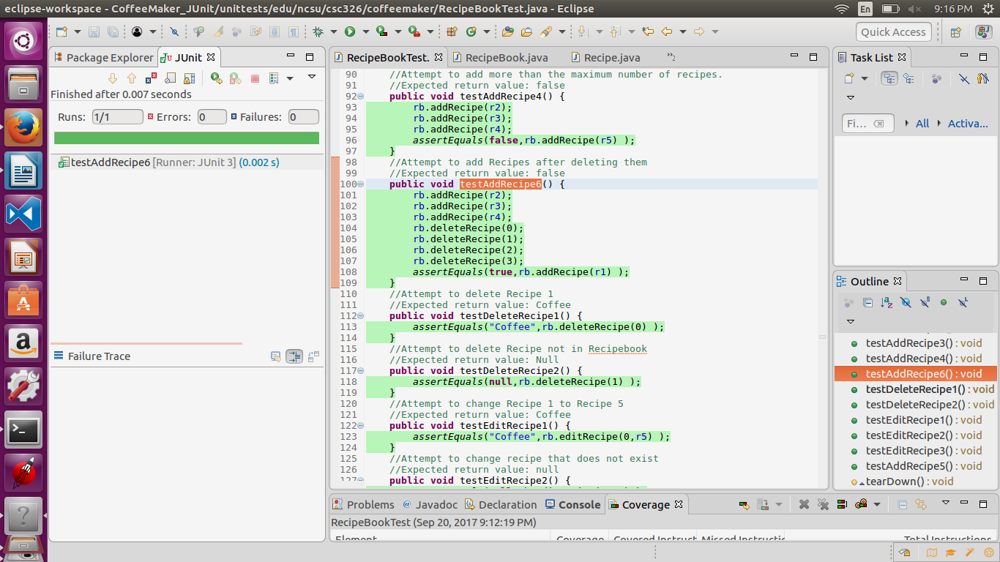 eclipse-workspace - CoffeeMaker_JUnit/unittests/edu/ncsu/csc326/coffeemaker/RecipeBookTest.java - Eclipse
En
9:16 PM
Quick Access
Package Explorer
JUnit
Finished after 0.007 seconds
Runs: 1/1 Errors: 0 Failures: 0
testAddRecipe6 [Runner: JUnit 3] (0.002 s)
Failure Trace
RecipeBookTest. RecipeBook.java Recipe.java »2
90 //Attempt to add more than the maximum number of recipes.
91 //Expected return value: false
92 public void testAddRecipe4() {
93 rb.addRecipe(r2);
94 rb.addRecipe(r3);
95 rb.addRecipe(r4);
96 assertEquals(false,rb.addRecipe(r5) );
97 }
98 //Attempt to add Recipes after deleting them
99 //Expected return value: false
100 public void testAddRecipe6() {
101 rb.addRecipe(r2);
102 rb.addRecipe(r3);
103 rb.addRecipe(r4);
104 rb.deleteRecipe(0);
105 rb.deleteRecipe(1);
106 rb.deleteRecipe(2);
107 rb.deleteRecipe(3);
108 assertEquals(true,rb.addRecipe(r1) );
109 }
110 //Attempt to delete Recipe 1
111 //Expected return value: Coffee
112 public void testDeleteRecipe1() {
113 assertEquals("Coffee",rb.deleteRecipe(0) );
114 }
115 //Attempt to delete Recipe not in Recipebook
116 //Expected return value: Null
117 public void testDeleteRecipe2() {
118 assertEquals(null,rb.deleteRecipe(1) );
119 }
120 //Attempt to change Recipe 1 to Recipe 5
121 //Expected return value: Coffee
122 public void testEditRecipe1() {
123 assertEquals("Coffee",rb.editRecipe(0,r5) );
124 }
125 //Attempt to change recipe that does not exist
126 //Expected return value: null
127 public void testEditRecipe2() {
Task List
Fi... All Activa...
Outline
testAddRecipe3() : void
testAddRecipe4() : void
testAddRecipe6() : void
testDeleteRecipe1() : void
testDeleteRecipe2() : void
testEditRecipe1() : void
testEditRecipe2() : void
testEditRecipe3() : void
testAddRecipe5() : void
tearDown() : void
Problems @ Javadoc Declaration Console Coverage
RecipeBookTest (Sep 20, 2017 9:12:19 PM)
Element Coverage Covered Instruct Missed Instructic Total Instructions